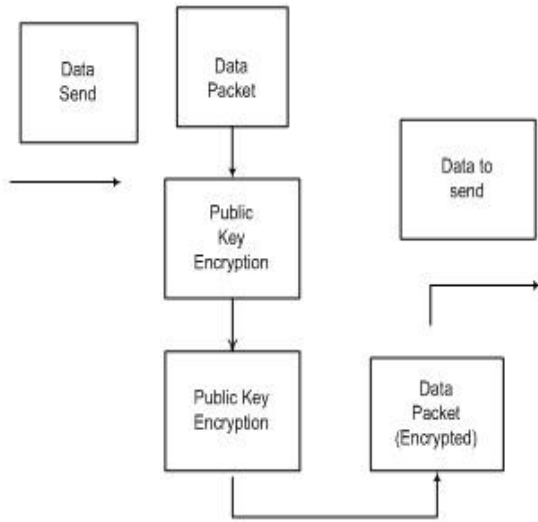 Data
Send
Data
Packet
Public
Key
Encryption
Public Key
Encryption
Data to
send
Data
Packet
(Encrypted)